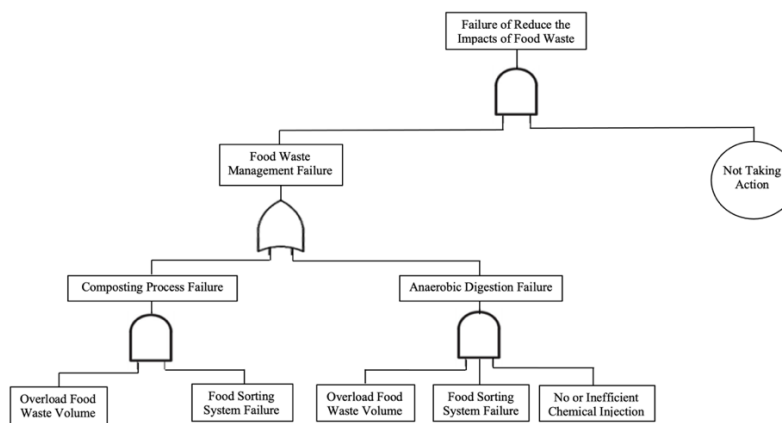 Failure of Reduce the
Impacts of Food Waste
Food Waste
Management Failure
Not Taking
Action
Composting Process Failure
Anaerobic Digestion Failure
Overload Food
Waste Volume
Food Sorting
System Failure
Overload Food
Waste Volume
Food Sorting
System Failure
No or Inefficient
Chemical Injection